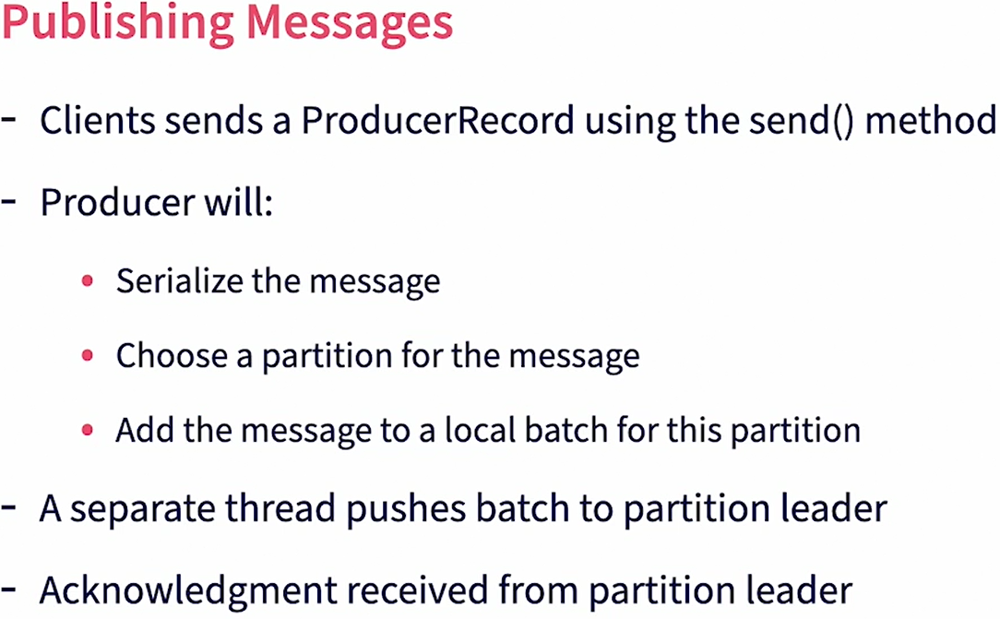 Publishing Messages
- Clients sends a ProducerRecord using the send() method
- Producer will:
• Serialize the message
• Choose a partition for the message
• Add the message to a local batch for this partition
- A separate thread pushes batch to partition leader
- Acknowledgment received from partition leader